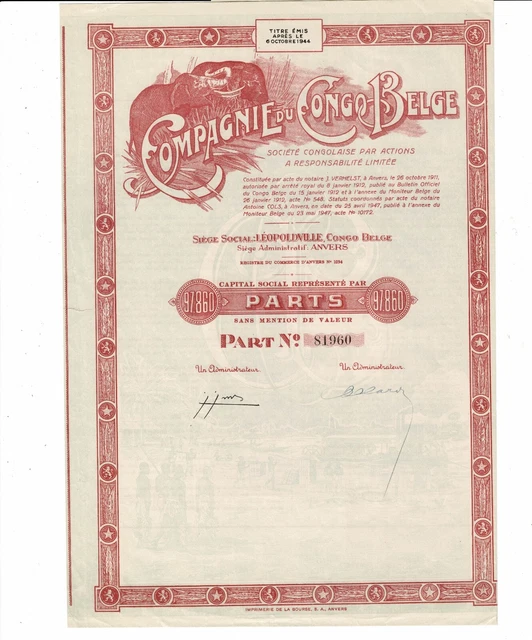 TITRE ÉMIS
APRÈS LE
6 OCTOBRE 1944
COMPAGNIE DU CONGO BELGE
SOCIÉTÉ CONGOLAISE PAR ACTIONS
A RESPONSABILITÉ LIMITÉE
Constituée par acte du notaire J. VERHELST, à Anvers, le 26 octobre 1911,
autorisée par arrêté royal du 8 janvier 1912, publié au Bulletin Officiel
du Congo Belge du 15 janvier 1912 et à l'annexe du Moniteur Belge du
26 janvier 1912, acte No 548. Statuts coordonnés par acte du notaire
Antoine COLS, à Anvers, en date du 25 avril 1947, publié à l'annexe du
Moniteur Belge du 23 mai 1947, acte No 10172.
SIÈGE SOCIAL: LÉOPOLDVILLE, CONGO BELGE
Siège Administratif: ANVERS
REGISTRE DU COMMERCE D'ANVERS No 1234
CAPITAL SOCIAL REPRÉSENTÉ PAR
97.860 PARTS 97.860
SANS MENTION DE VALEUR
PART No. 81960
Un Administrateur. Un Administrateur.
IMPRIMERIE DE LA BOURSE, S. A., ANVERS